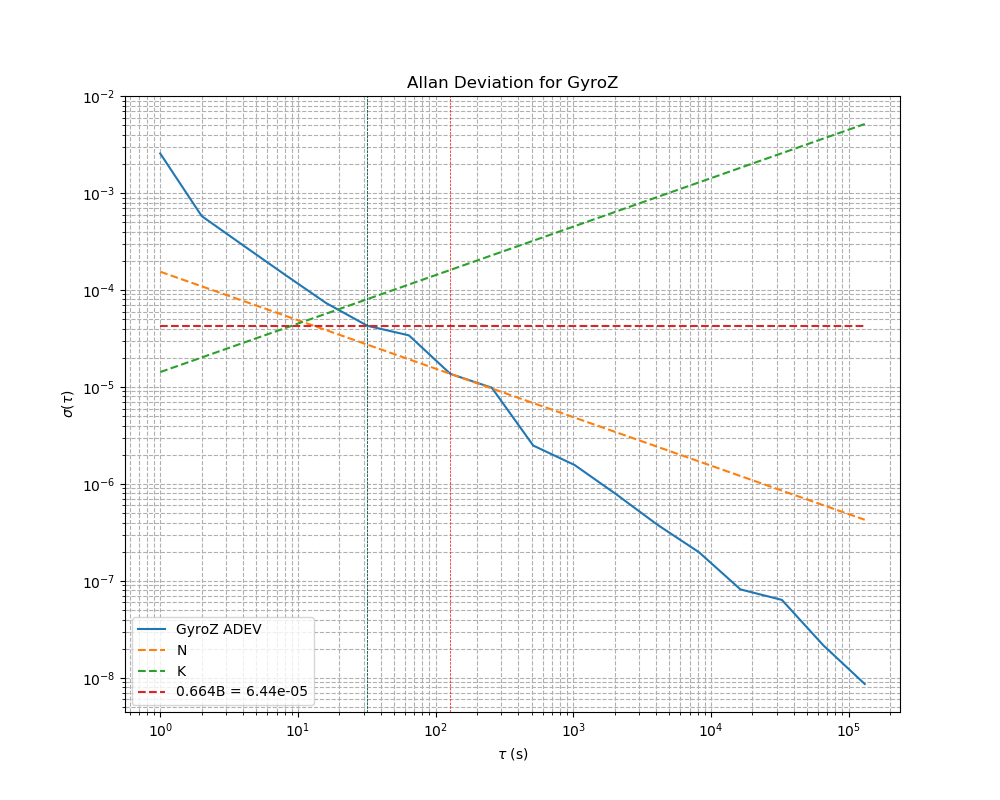 Allan Deviation for GyroZ
σ(τ)
10⁻²
10⁻³
10⁻⁴
10⁻⁵
10⁻⁶
10⁻⁷
10⁻⁸
GyroZ ADEV
N
K
0.664B = 6.44e-05
10⁰ 10¹ 10² 10³ 10⁴ 10⁵
τ (s)